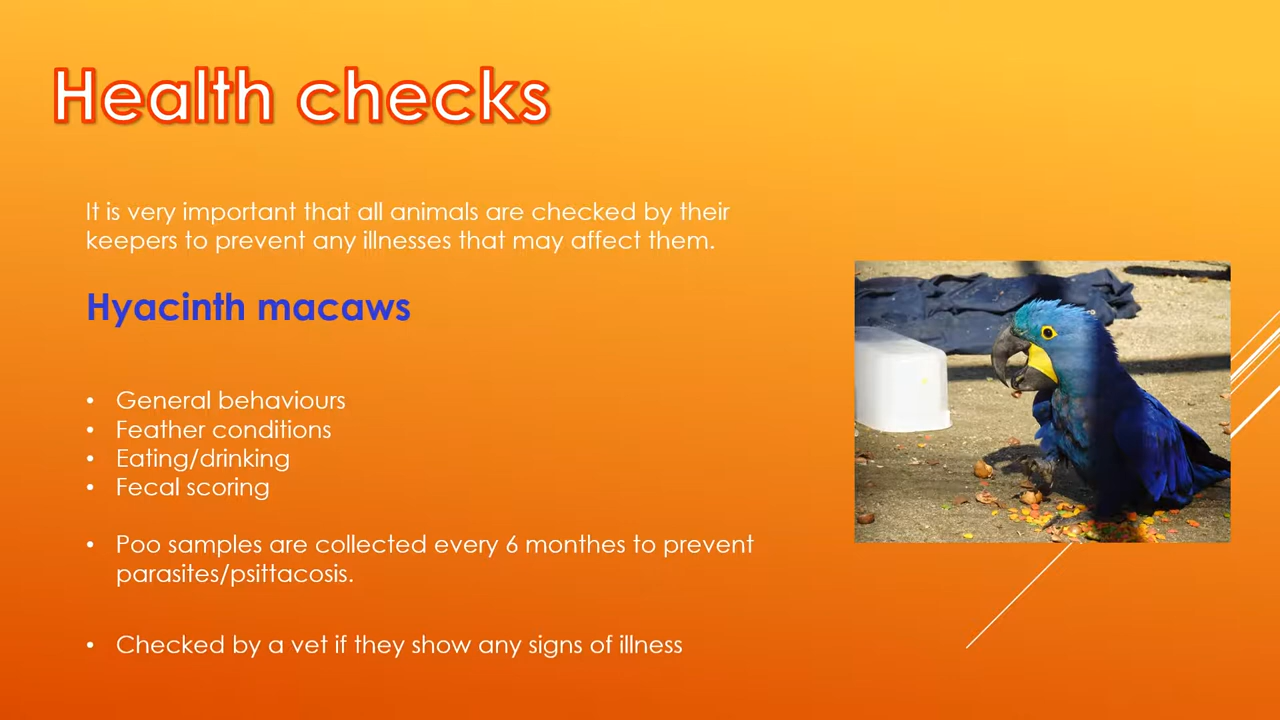 Health checks
It is very important that all animals are checked by their
keepers to prevent any illnesses that may affect them.
Hyacinth macaws
• General behaviours
• Feather conditions
• Eating/drinking
• Fecal scoring
• Poo samples are collected every 6 monthes to prevent
parasites/psittacosis.
• Checked by a vet if they show any signs of illness